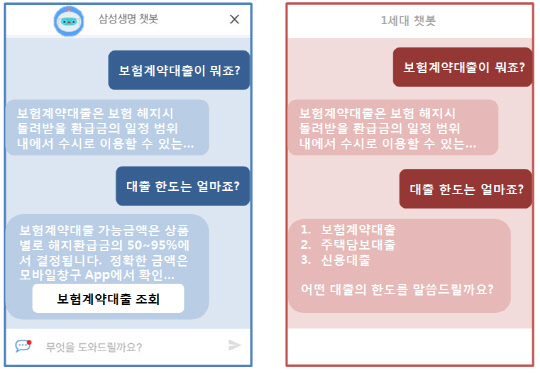 삼성생명 챗봇
보험계약대출이 뭐죠?
보험계약대출은 보험 해지시
돌려받을 환급금의 일정 범위
내에서 수시로 이용할 수 있는...
대출 한도는 얼마죠?
보험계약대출 가능금액은 상품
별로 해지환급금의 50~95%에
서 결정됩니다. 정확한 금액은
모바일창구 App에서 확인...
보험계약대출 조회
무엇을 도와드릴까요?
1세대 챗봇
보험계약대출이 뭐죠?
보험계약대출은 보험 해지시
돌려받을 환급금의 일정 범위
내에서 수시로 이용할 수 있는...
대출 한도는 얼마죠?
1. 보험계약대출
2. 주택담보대출
3. 신용대출
어떤 대출의 한도를 말씀드릴까요?